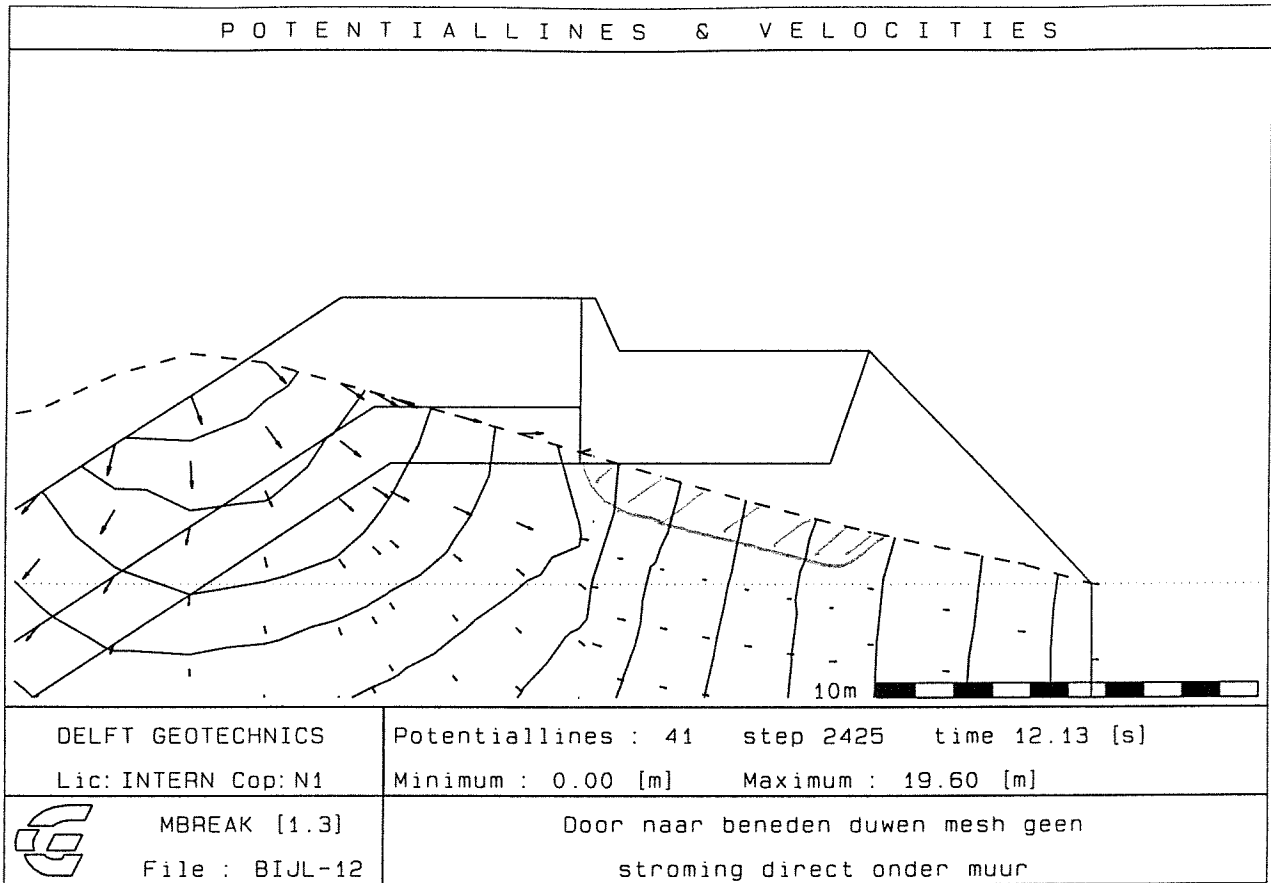 POTENTIALLINES & VELOCITIES
10m
DELFT GEOTECHNICS
Lic: INTERN Cop: N1
Potentiallines : 41 step 2425 time 12.13 [s]
Minimum : 0.00 [m] Maximum : 19.60 [m]
MBREAK [1.3]
File : BIJL-12
Door naar beneden duwen mesh geen
stroming direct onder muur